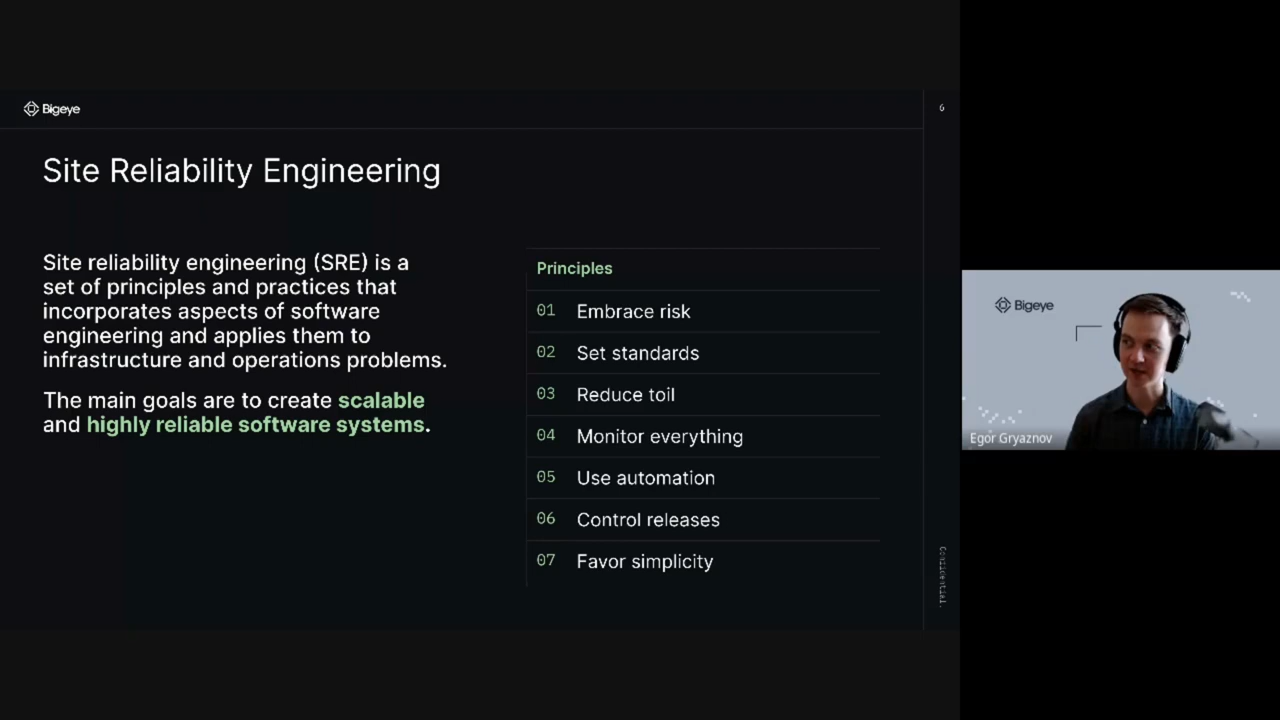 Bigeye
6
Site Reliability Engineering
Site reliability engineering (SRE) is a
set of principles and practices that
incorporates aspects of software
engineering and applies them to
infrastructure and operations problems.
The main goals are to create scalable
and highly reliable software systems.
Principles
01 Embrace risk
02 Set standards
03 Reduce toil
04 Monitor everything
05 Use automation
06 Control releases
07 Favor simplicity
Confidential.
Bigeye
Egor Gryaznov